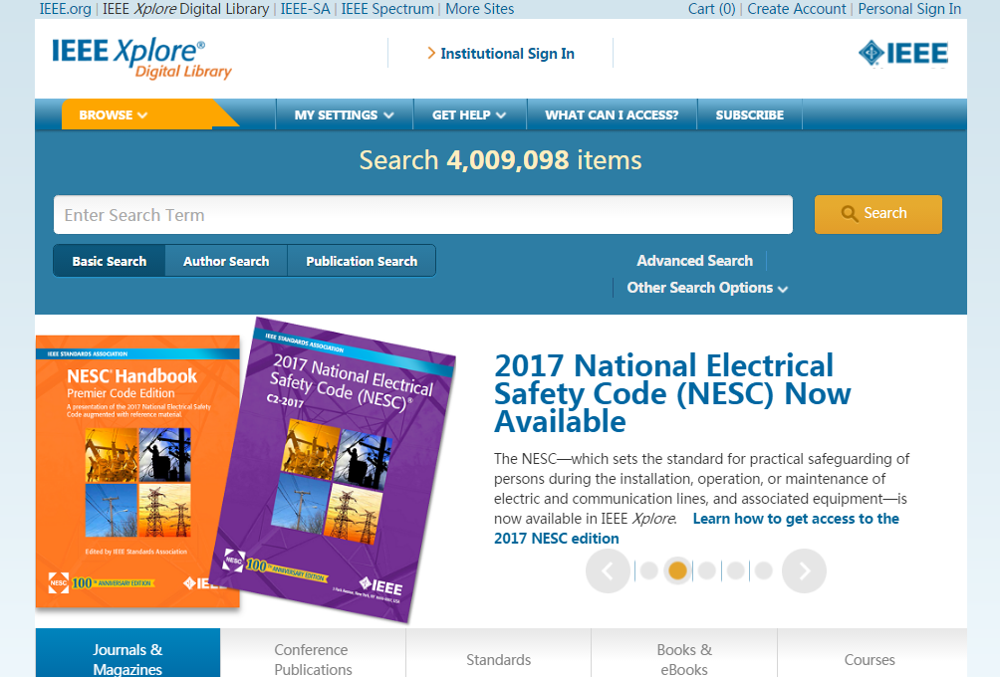 IEEE.org | IEEE Xplore Digital Library | IEEE-SA | IEEE Spectrum | More Sites
Cart (0) | Create Account | Personal Sign In
IEEE Xplore®
Digital Library
Institutional Sign In
IEEE
BROWSE
MY SETTINGS
GET HELP
WHAT CAN I ACCESS?
SUBSCRIBE
Search 4,009,098 items
Enter Search Term
Search
Basic Search
Author Search
Publication Search
Advanced Search
Other Search Options
IEEE STANDARDS ASSOCIATION
NESC® Handbook
Premier Code Edition
A presentation of the 2017 National Electrical Safety
Code augmented with reference material
Edited by IEEE Standards Association
NESC
100TH ANNIVERSARY EDITION
IEE
IEEE STANDARDS ASSOCIATION
2017 National Electrical
Safety Code (NESC)®
C2-2017
NESC
100TH ANNIVERSARY EDITION
IEEE
2017 National Electrical
Safety Code (NESC) Now
Available
The NESC—which sets the standard for practical safeguarding of
persons during the installation, operation, or maintenance of
electric and communication lines, and associated equipment—is
now available in IEEE Xplore. Learn how to get access to the
2017 NESC edition
Journals &
Magazines
Conference
Publications
Standards
Books &
eBooks
Courses